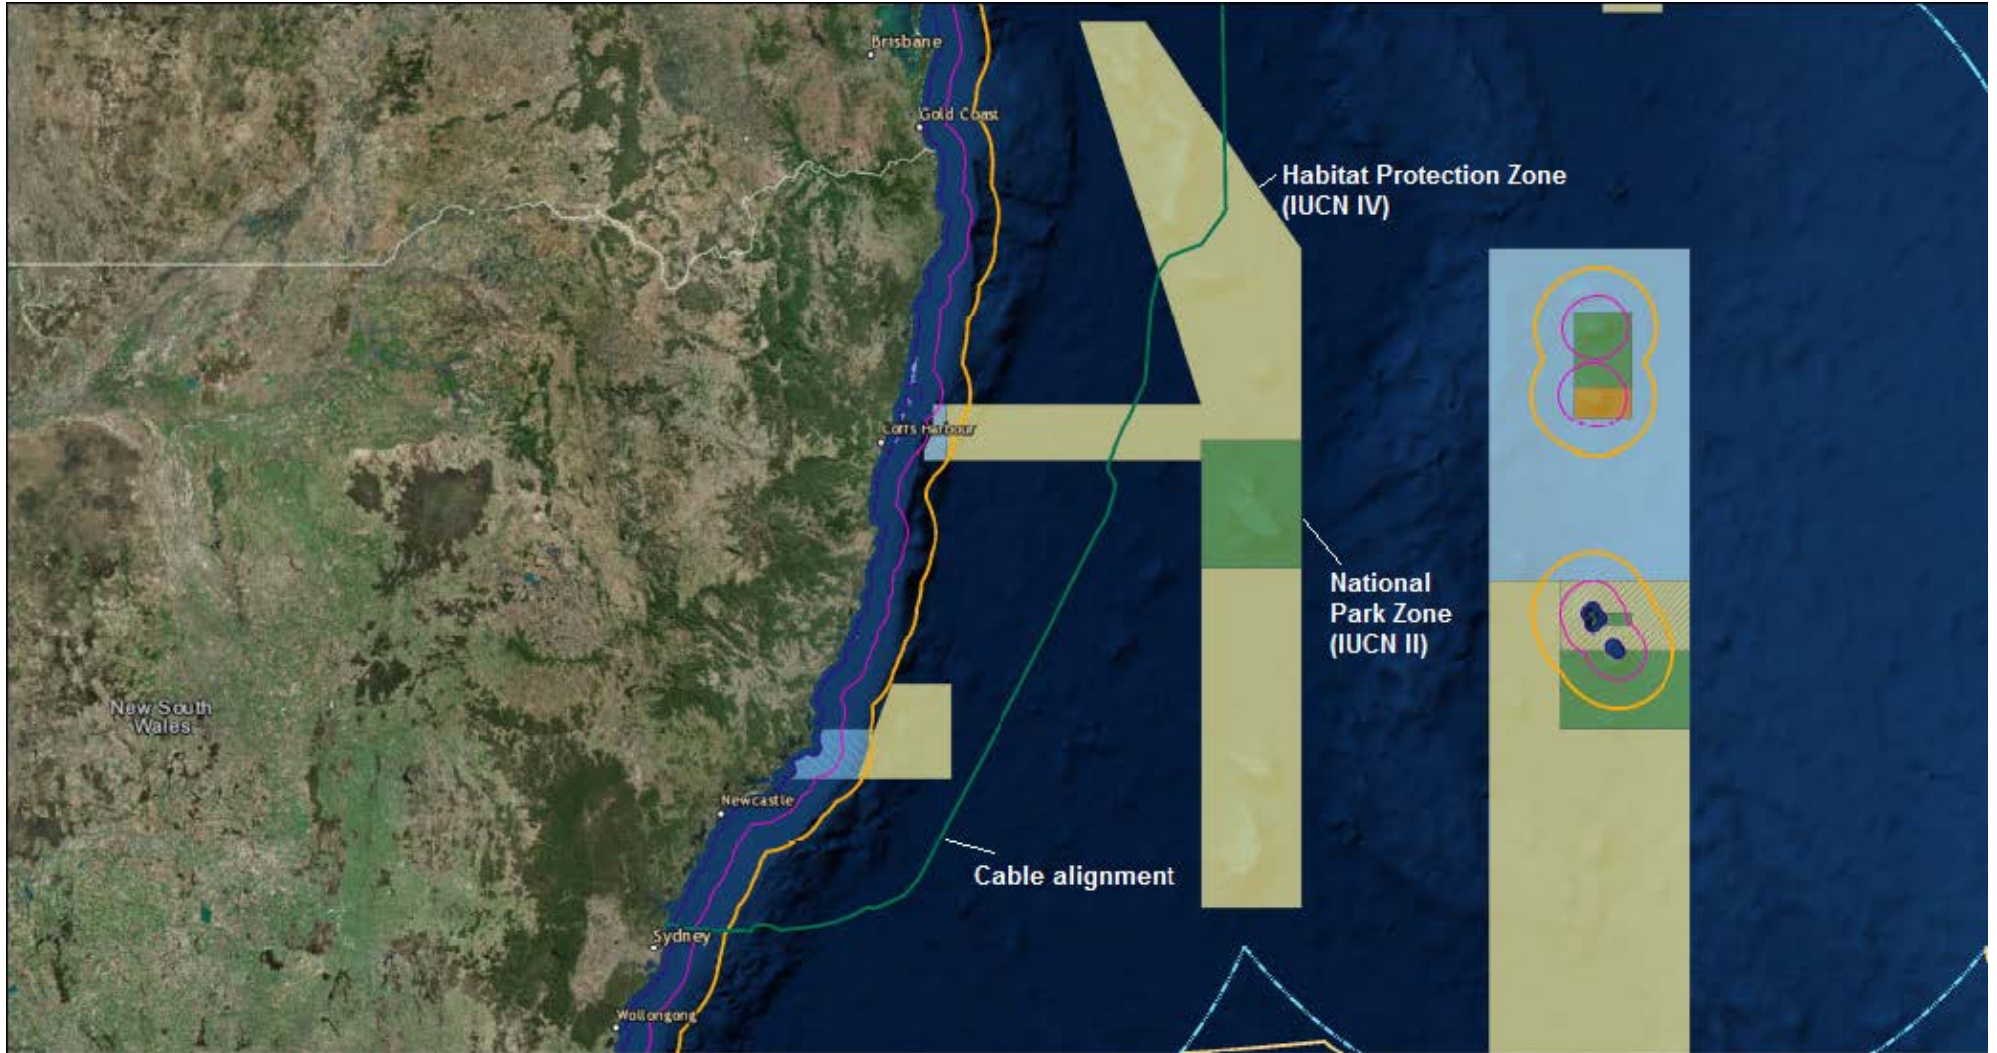 Brisbane
Gold Coast
Habitat Protection Zone
(IUCN IV)
Coffs Harbour
National
Park Zone
(IUCN II)
New South
Wales
Newcastle
Cable alignment
Sydney
Wollongong